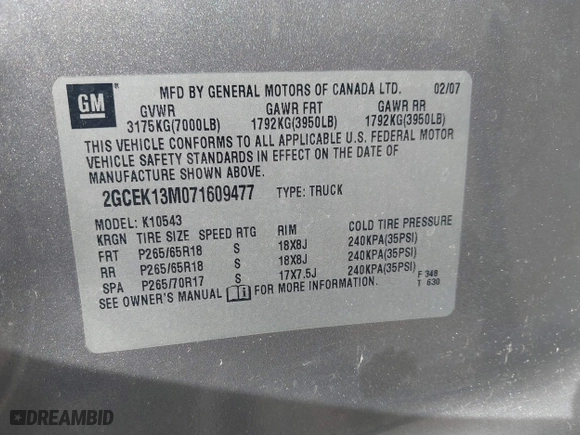 GM
MFD BY GENERAL MOTORS OF CANADA LTD. 02/07
GVWR GAWR FRT GAWR RR
3175KG(7000LB) 1792KG(3950LB) 1792KG(3950LB)
THIS VEHICLE CONFORMS TO ALL APPLICABLE U.S. FEDERAL MOTOR
VEHICLE SAFETY STANDARDS IN EFFECT ON THE DATE OF
MANUFACTURE SHOWN ABOVE.
2GCEK13M071609477 TYPE: TRUCK
MODEL: K10543
KRGN TIRE SIZE SPEED RTG RIM COLD TIRE PRESSURE
FRT P265/65R18 S 18X8J 240KPA(35PSI)
RR P265/65R18 S 18X8J 240KPA(35PSI)
SPA P265/70R17 S 17X7.5J 240KPA(35PSI)
SEE OWNER'S MANUAL FOR MORE INFORMATION.
F 348
T 630
DREAMBID